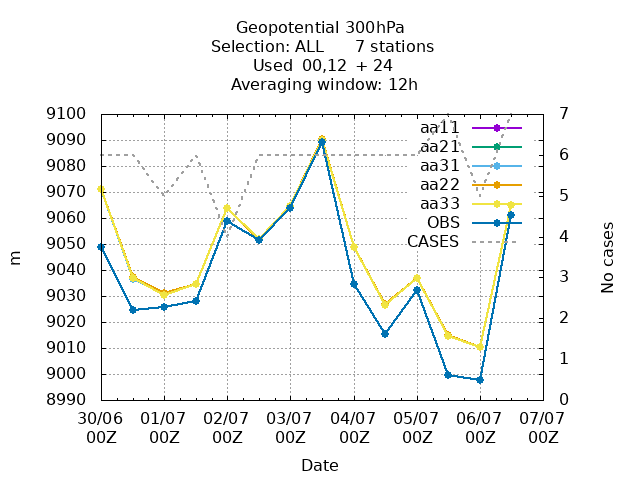 Geopotential 300hPa
Selection: ALL 7 stations
Used 00,12 + 24
Averaging window: 12h
9100
9090
9080
9070
9060
9050
9040
9030
9020
9010
9000
8990
m
7
6
5
4
3
2
1
0
No cases
aa11
aa21
aa31
aa22
aa33
OBS
CASES
30/06 01/07 02/07 03/07 04/07 05/07 06/07 07/07
00Z 00Z 00Z 00Z 00Z 00Z 00Z 00Z
Date